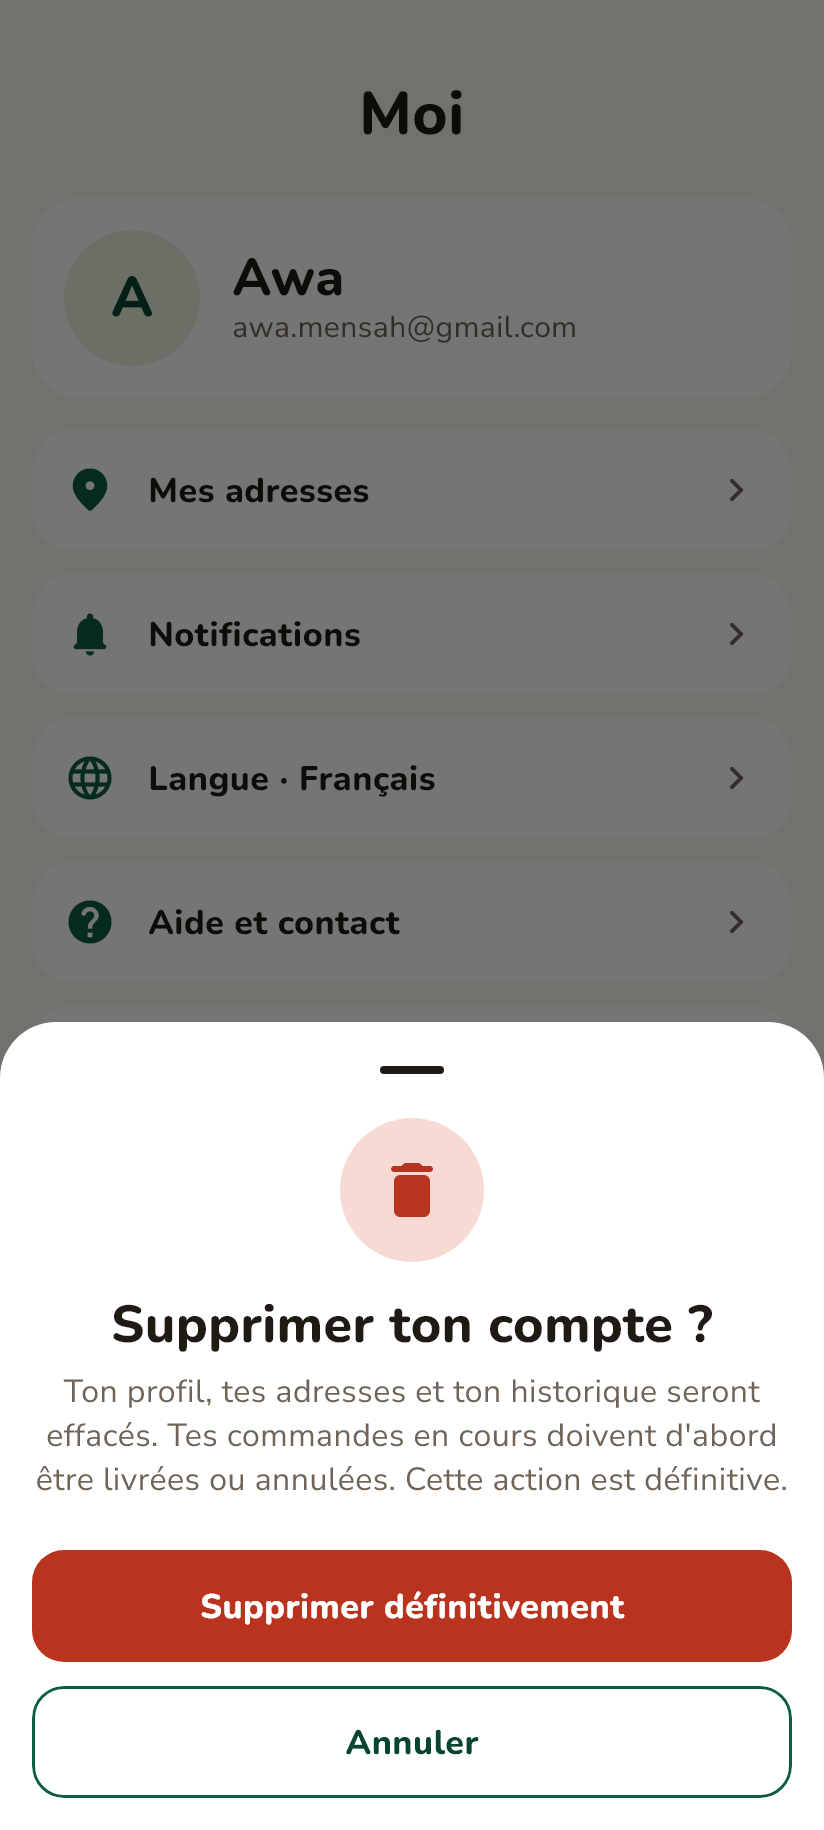 Moi
A
Awa
awa.mensah@gmail.com
Mes adresses
Notifications
Langue · Français
Aide et contact
Supprimer ton compte ?
Ton profil, tes adresses et ton historique seront
effacés. Tes commandes en cours doivent d'abord
être livrées ou annulées. Cette action est définitive.
Supprimer définitivement
Annuler